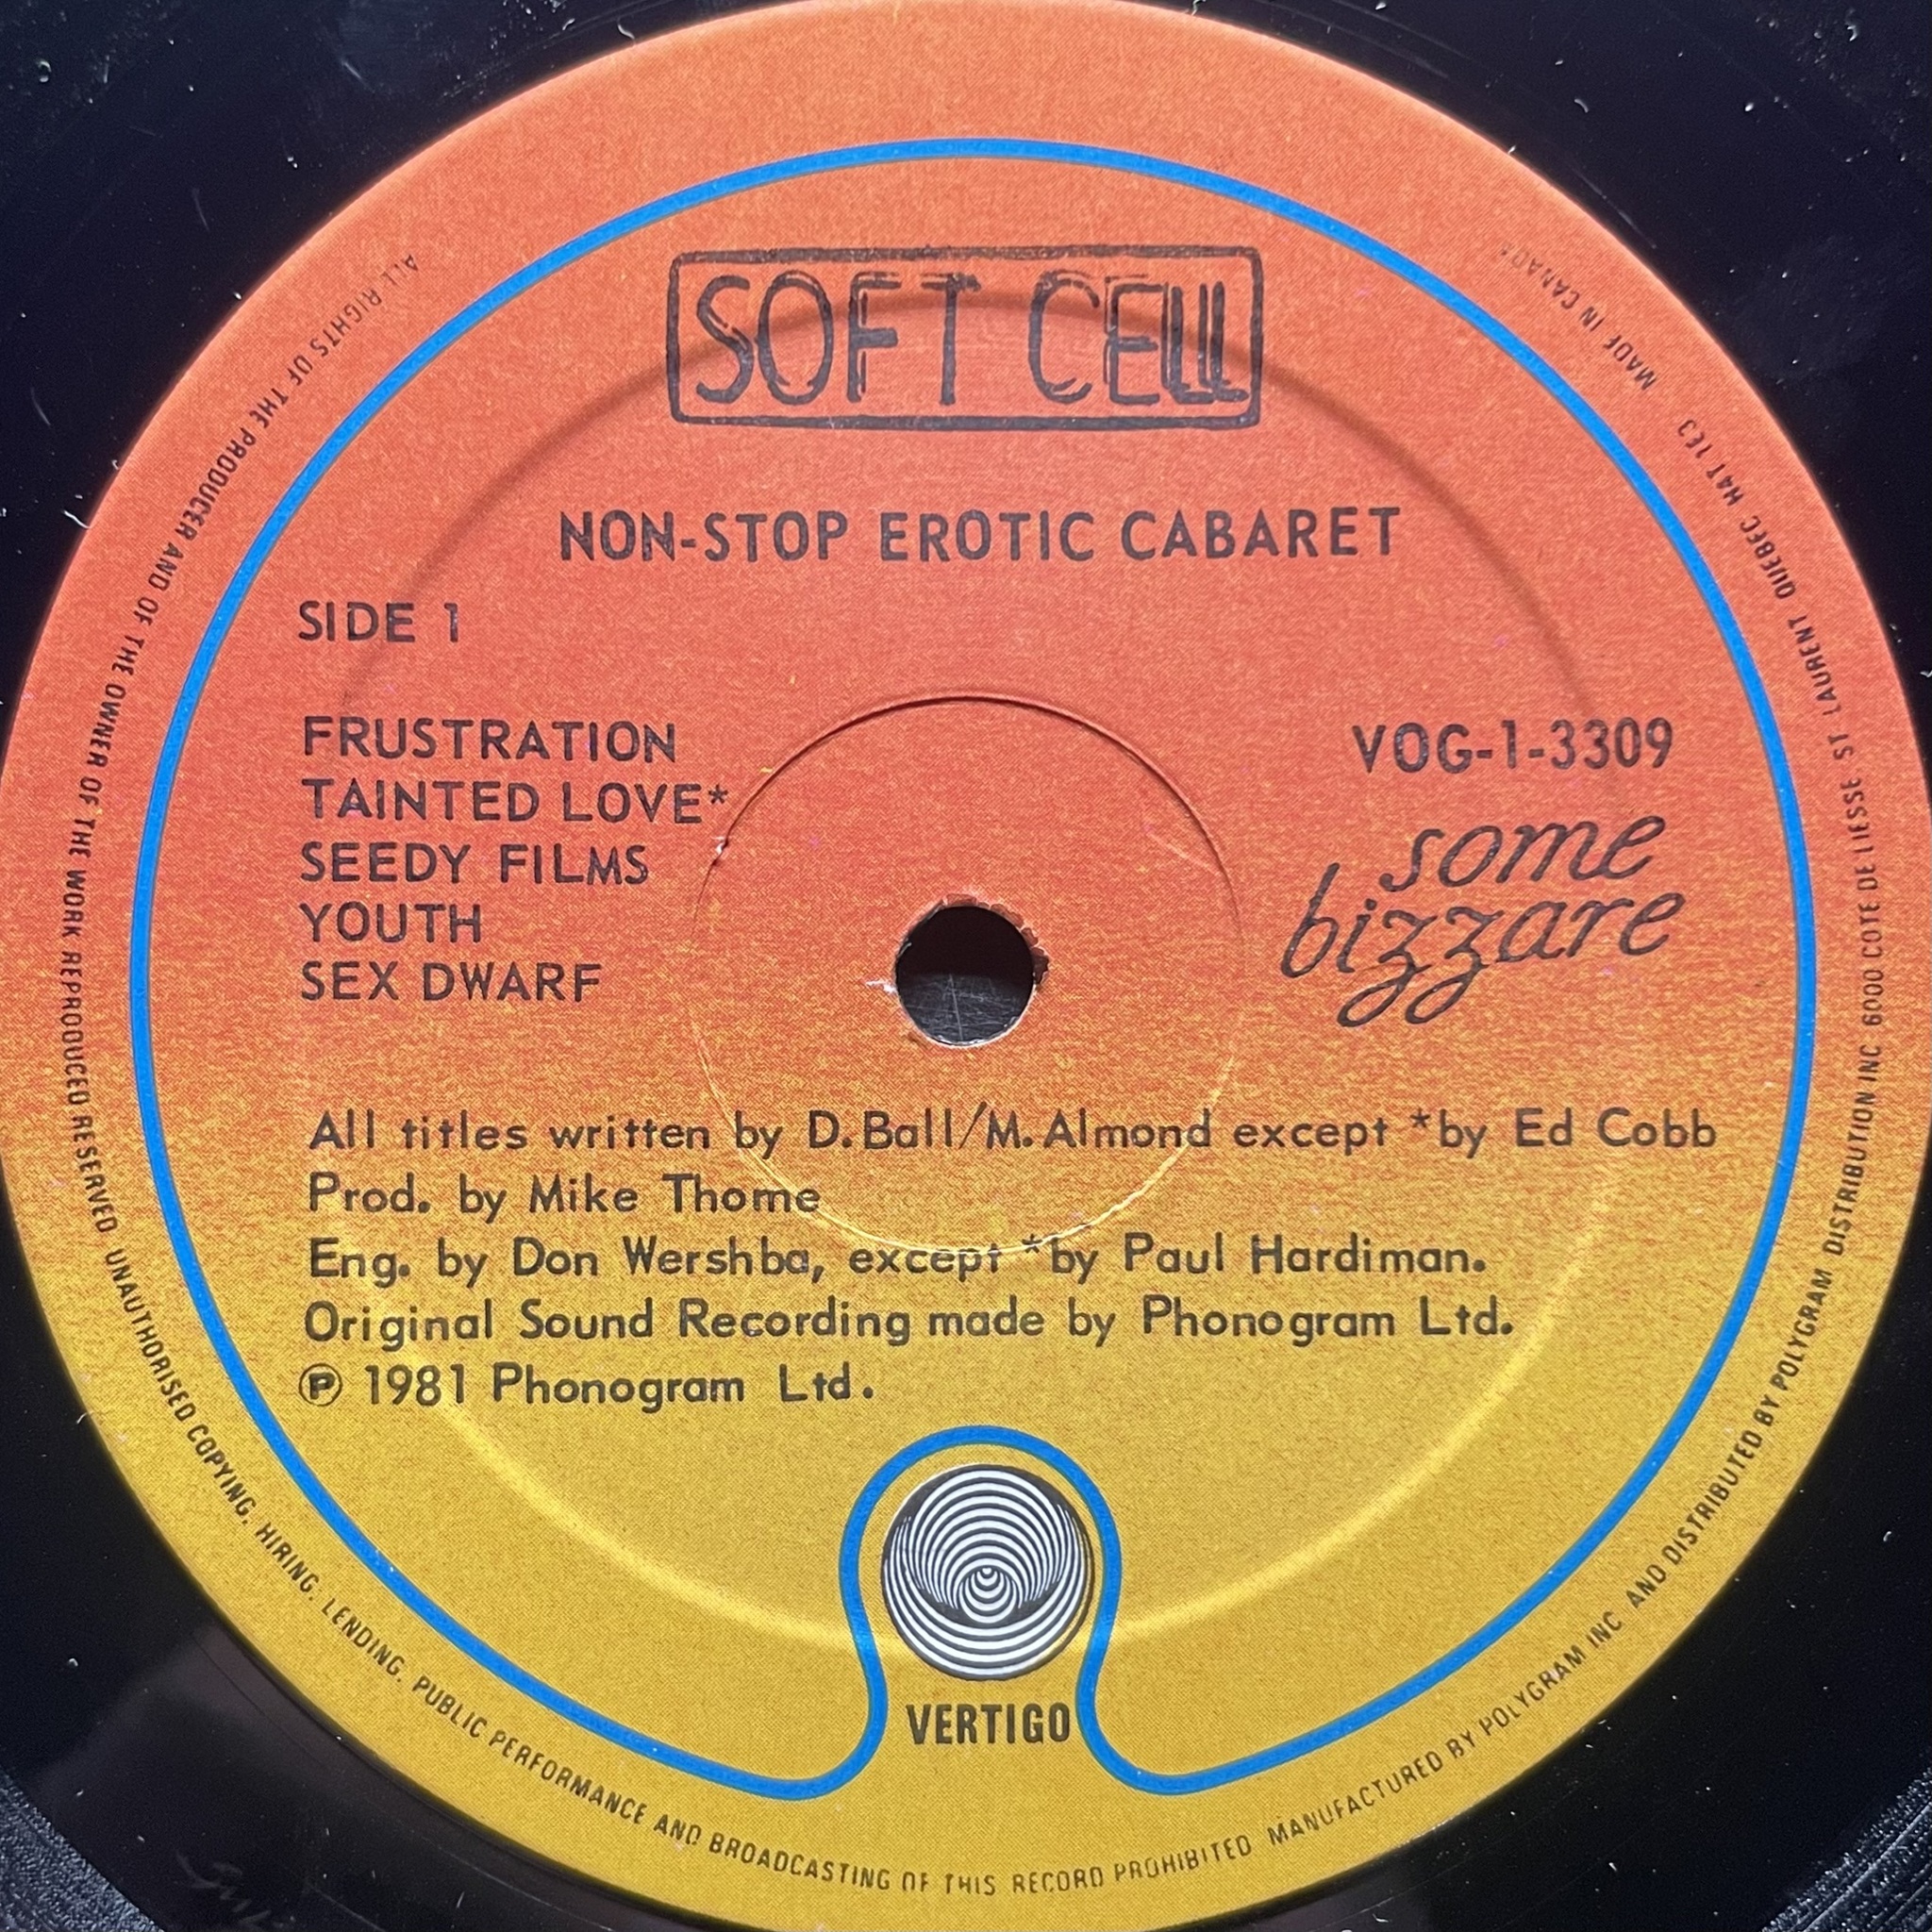 SOFT CELL
NON-STOP EROTIC CABARET
SIDE 1
FRUSTRATION
TAINTED LOVE*
SEEDY FILMS
YOUTH
SEX DWARF
VOG-1-3309
some
bizzare
All titles written by D.Ball/M.Almond except *by Ed Cobb
Prod. by Mike Thome
Eng. by Don Wershba, except *by Paul Hardiman.
Original Sound Recording made by Phonogram Ltd.
℗ 1981 Phonogram Ltd.
VERTIGO
ALL RIGHTS OF THE PRODUCER AND OF THE OWNER OF THE WORK REPRODUCED RESERVED UNAUTHORISED COPYING. HIRING. LENDING. PUBLIC PERFORMANCE AND BROADCASTING OF THIS RECORD PROHIBITED MANUFACTURED BY POLYGRAM INC AND DISTRIBUTED BY POLYGRAM DISTRIBUTION INC 6000 COTE DE LIESSE ST LAURENT QUEBEC H4T 1E3 MADE IN CANADA